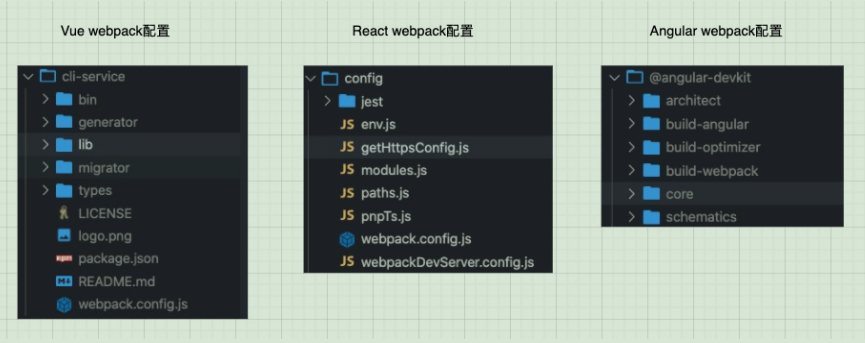 Vue webpack配置
cli-service
bin
generator
lib
migrator
types
LICENSE
logo.png
package.json
README.md
webpack.config.js
React webpack配置
config
jest
JS env.js
JS getHttpsConfig.js
JS modules.js
JS paths.js
JS pnpTs.js
webpack.config.js
JS webpackDevServer.config.js
Angular webpack配置
@angular-devkit
architect
build-angular
build-optimizer
build-webpack
core
schematics